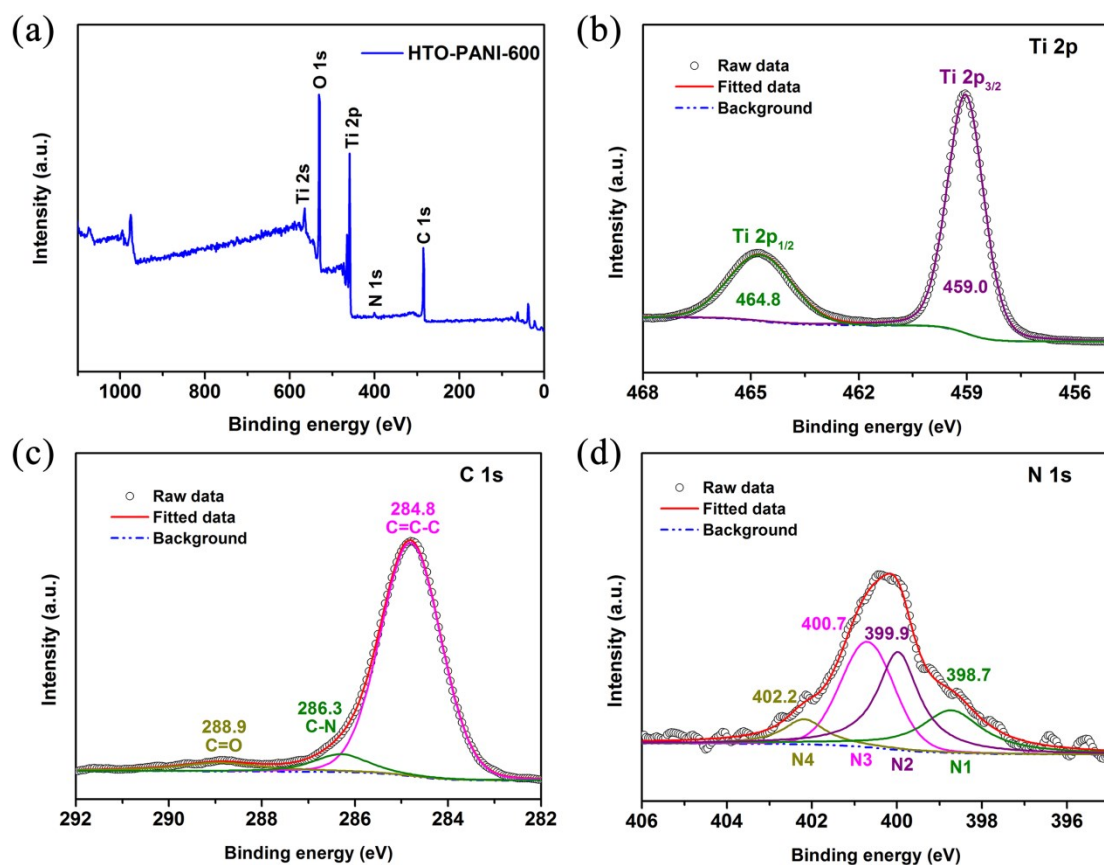 (a)
HTO-PANI-600
O 1s
Ti 2p
Ti 2s
C 1s
N 1s
Intensity (a.u.)
1000 800 600 400 200 0
Binding energy (eV)
(b)
Ti 2p
Raw data
Fitted data
Background
Ti 2p3/2
Ti 2p1/2
464.8
459.0
Intensity (a.u.)
468 465 462 459 456
Binding energy (eV)
(c)
C 1s
Raw data
Fitted data
Background
284.8
C=C-C
286.3
C-N
288.9
C=O
Intensity (a.u.)
292 290 288 286 284 282
Binding energy (eV)
(d)
N 1s
Raw data
Fitted data
Background
400.7
399.9
402.2
398.7
N4 N3 N2 N1
Intensity (a.u.)
406 404 402 400 398 396
Binding energy (eV)